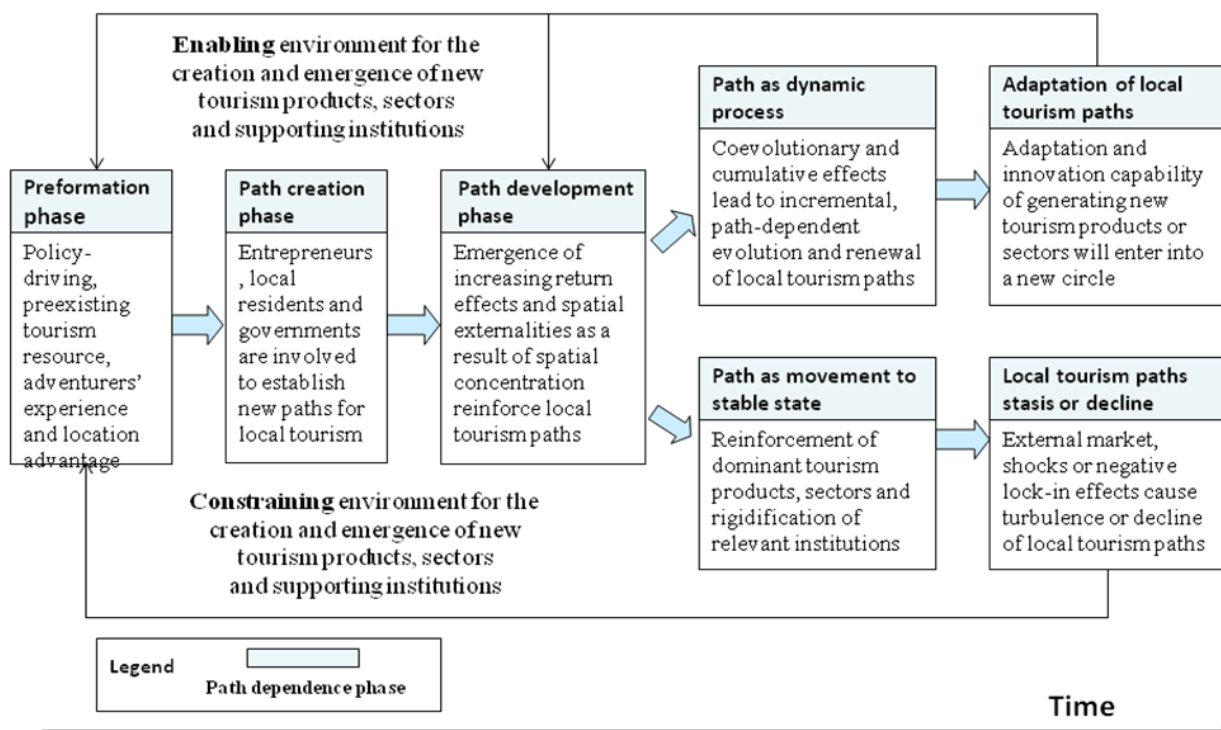 Enabling environment for the
creation and emergence of new
tourism products, sectors
and supporting institutions
Preformation
phase
Policy-
driving,
preexisting
tourism
resource,
adventurers'
experience
and location
advantage
Path creation
phase
Entrepreneurs
, local
residents and
governments
are involved
to establish
new paths for
local tourism
Path development
phase
Emergence of
increasing return
effects and spatial
externalities as a
result of spatial
concentration
reinforce local
tourism paths
Path as dynamic
process
Coevolutionary and
cumulative effects
lead to incremental,
path-dependent
evolution and renewal
of local tourism paths
Adaptation of local
tourism paths
Adaptation and
innovation capability
of generating new
tourism products or
sectors will enter into
a new circle
Path as movement to
stable state
Reinforcement of
dominant tourism
products, sectors and
rigidification of
relevant institutions
Local tourism paths
stasis or decline
External market,
shocks or negative
lock-in effects cause
turbulence or decline
of local tourism paths
Constraining environment for the
creation and emergence of new
tourism products, sectors
and supporting institutions
Legend
Path dependence phase
Time